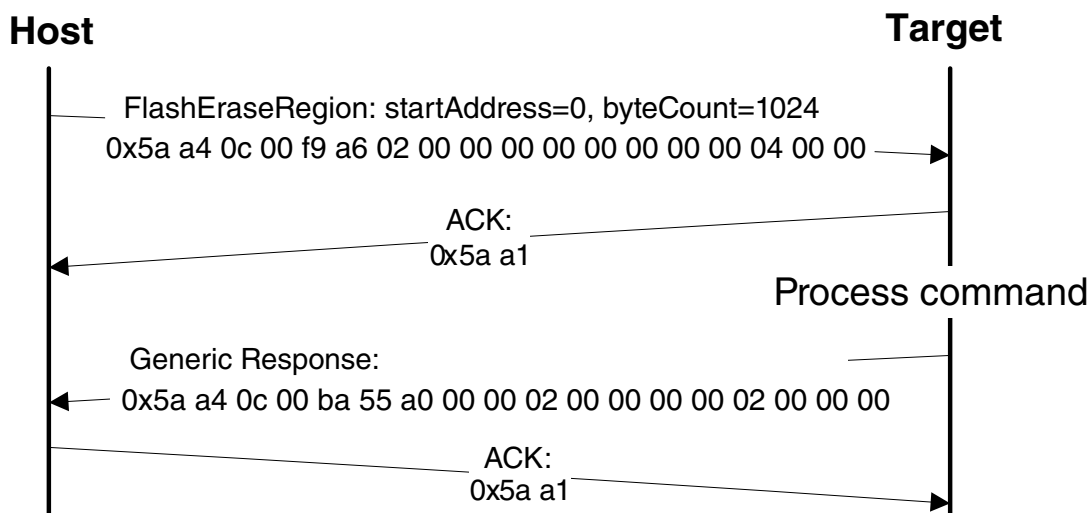 Host
Target
FlashEraseRegion: startAddress=0, byteCount=1024
0x5a a4 0c 00 f9 a6 02 00 00 00 00 00 00 00 00 04 00 00
ACK:
0x5a a1
Process command
Generic Response:
0x5a a4 0c 00 ba 55 a0 00 00 02 00 00 00 00 02 00 00 00
ACK:
0x5a a1